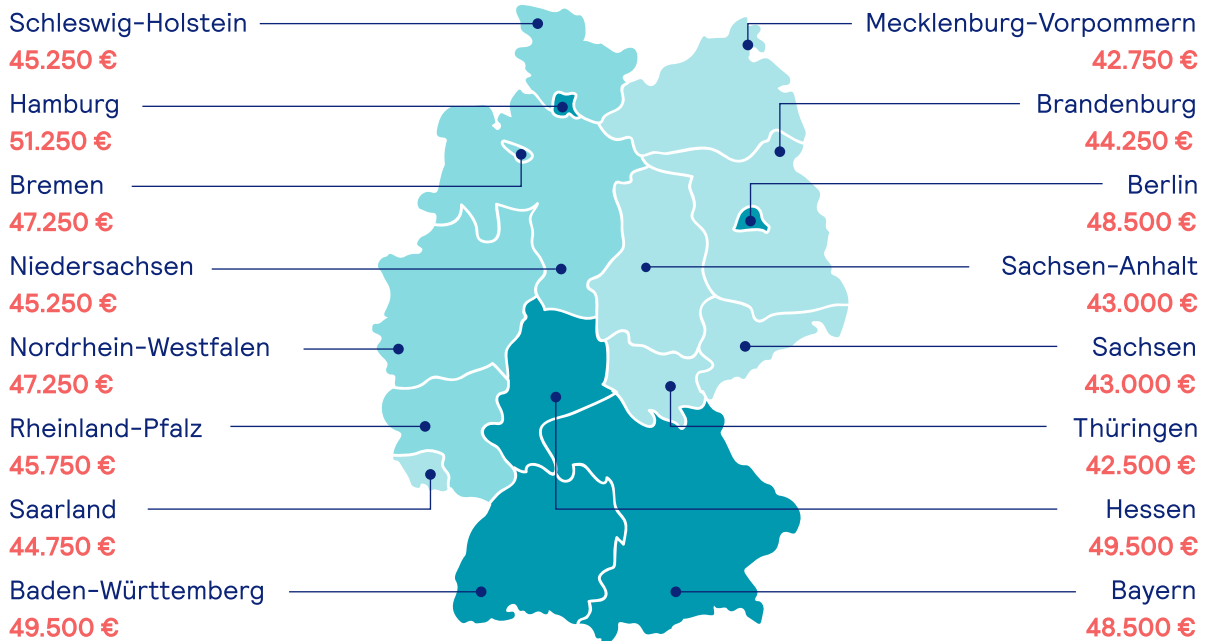 Schleswig-Holstein
45.250 €
Hamburg
51.250 €
Bremen
47.250 €
Niedersachsen
45.250 €
Nordrhein-Westfalen
47.250 €
Rheinland-Pfalz
45.750 €
Saarland
44.750 €
Baden-Württemberg
49.500 €
Mecklenburg-Vorpommern
42.750 €
Brandenburg
44.250 €
Berlin
48.500 €
Sachsen-Anhalt
43.000 €
Sachsen
43.000 €
Thüringen
42.500 €
Hessen
49.500 €
Bayern
48.500 €